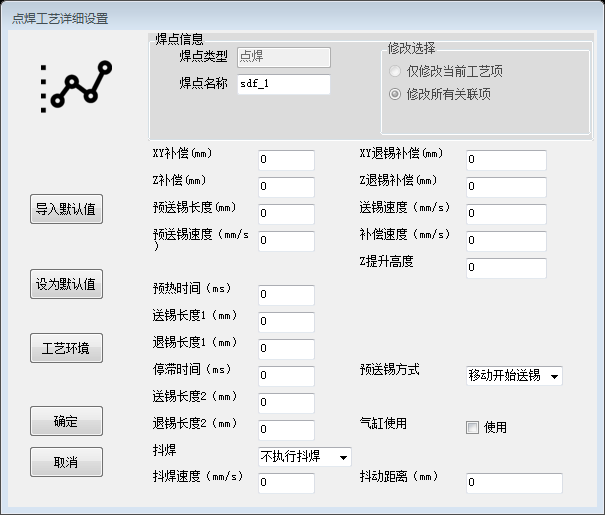 点焊工艺详细设置
焊点信息
焊点类型 点焊
焊点名称 sdf_1
修改选择
仅修改当前工艺项
修改所有关联项
XY补偿(mm) 0 XY退锡补偿(mm) 0
Z补偿(mm) 0 Z退锡补偿(mm) 0
导入默认值 预送锡长度(mm) 0 送锡速度（mm/s) 0
预送锡速度（mm/s
) 0 补偿速度（mm/s) 0
Z提升高度 0
设为默认值 预热时间（ms) 0
送锡长度1（mm) 0
工艺环境 退锡长度1（mm) 0
停滞时间（ms) 0 预送锡方式 移动开始送锡
送锡长度2（mm) 0
确定 退锡长度2（mm) 0 气缸使用 使用
取消 抖焊 不执行抖焊
抖焊速度（mm/s) 0 抖动距离（mm) 0